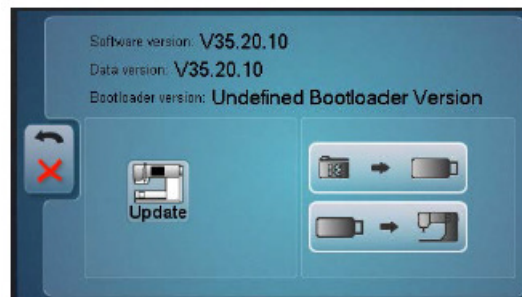 Software version: V35.20.10
Data version: V35.20.10
Bootloader version: Undefined Bootloader Version
Update